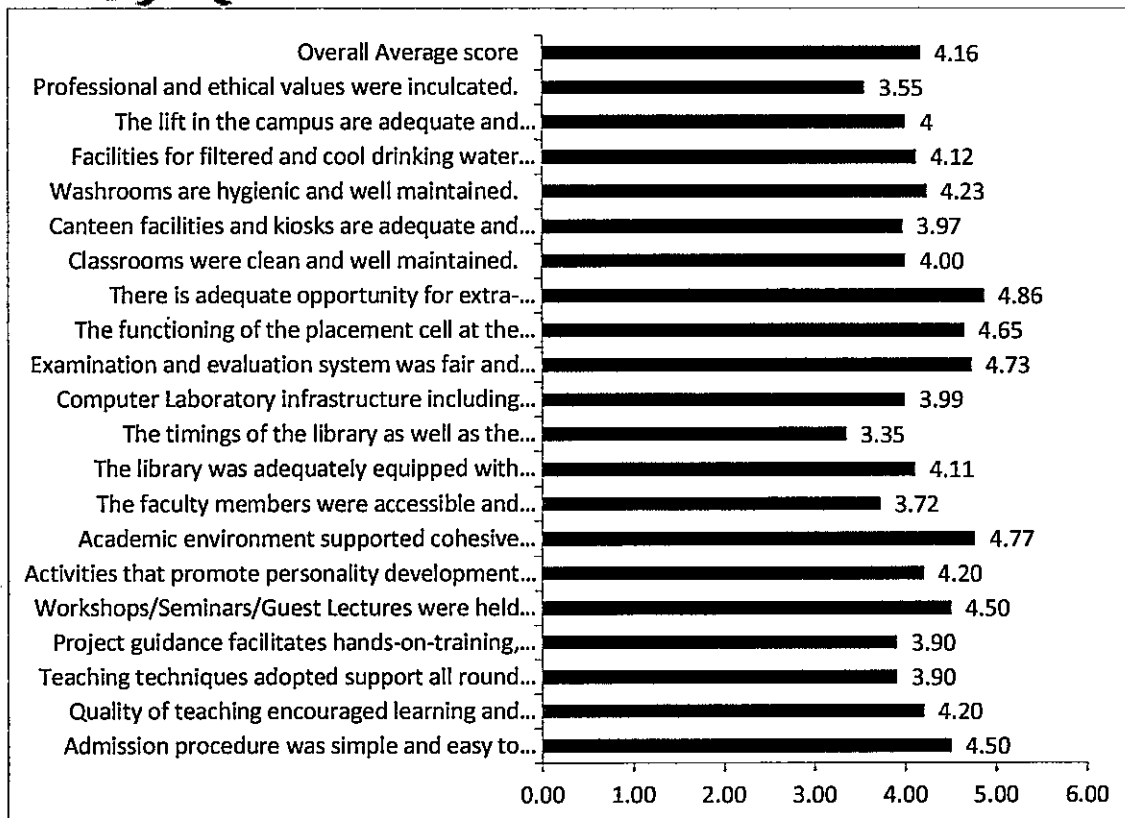 Overall Average score 4.16
Professional and ethical values were inculcated. 3.55
The lift in the campus are adequate and... 4
Facilities for filtered and cool drinking water... 4.12
Washrooms are hygienic and well maintained. 4.23
Canteen facilities and kiosks are adequate and... 3.97
Classrooms were clean and well maintained. 4.00
There is adequate opportunity for extra-... 4.86
The functioning of the placement cell at the... 4.65
Examination and evaluation system was fair and... 4.73
Computer Laboratory infrastructure including... 3.99
The timings of the library as well as the... 3.35
The library was adequately equipped with... 4.11
The faculty members were accessible and... 3.72
Academic environment supported cohesive... 4.77
Activities that promote personality development... 4.20
Workshops/Seminars/Guest Lectures were held... 4.50
Project guidance facilitates hands-on-training,... 3.90
Teaching techniques adopted support all round... 3.90
Quality of teaching encouraged learning and... 4.20
Admission procedure was simple and easy to... 4.50
0.00 1.00 2.00 3.00 4.00 5.00 6.00